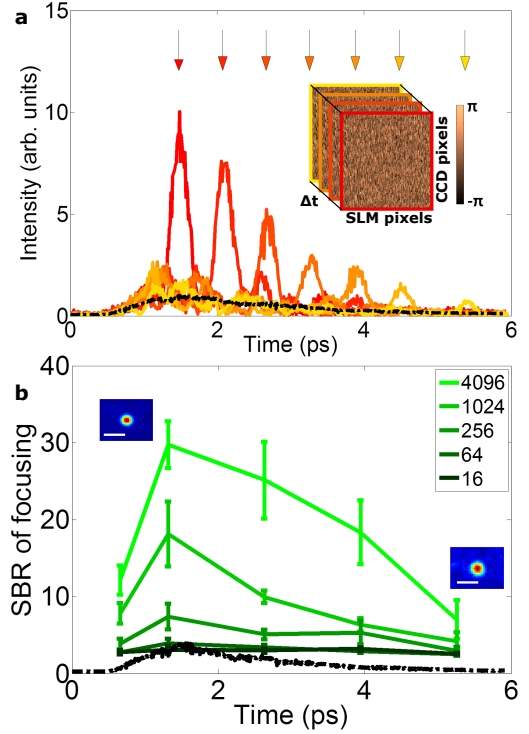 a
15
10
5
0
Intensity (arb. units)
π
-π
CCD pixels
SLM pixels
Δt
0
2
4
6
Time (ps)
b
40
30
20
10
0
SBR of focusing
4096
1024
256
64
16
0
2
4
6
Time (ps)